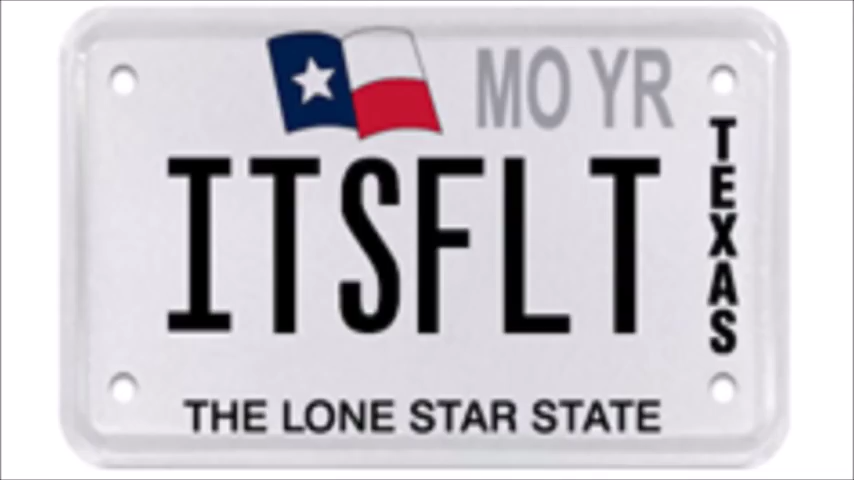 MO YR
ITSFLT
TEXAS
THE LONE STAR STATE